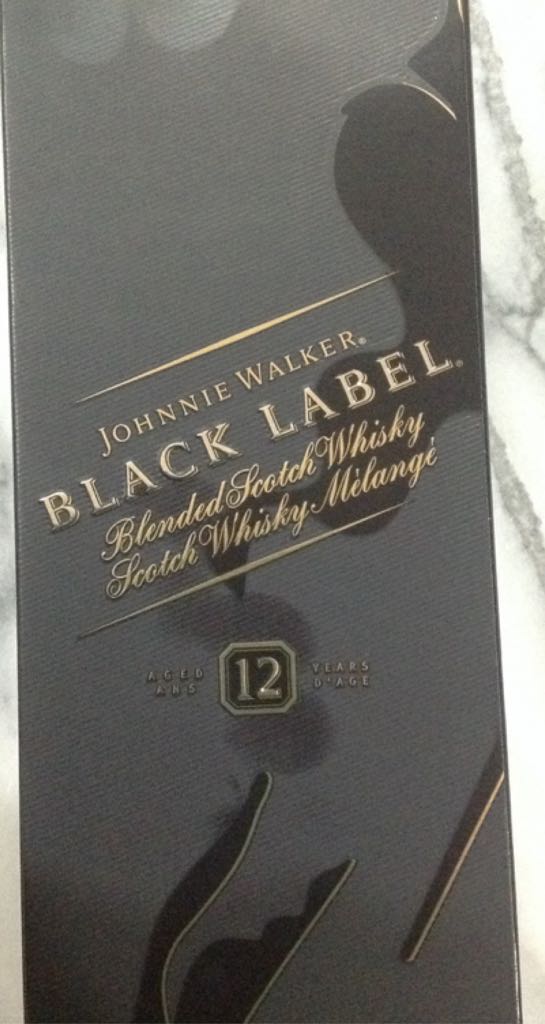 JOHNNIE WALKER®
BLACK LABEL®
Blended Scotch Whisky
Scotch Whisky Mélangé
AGED 12 YEARS
ANS D'AGE